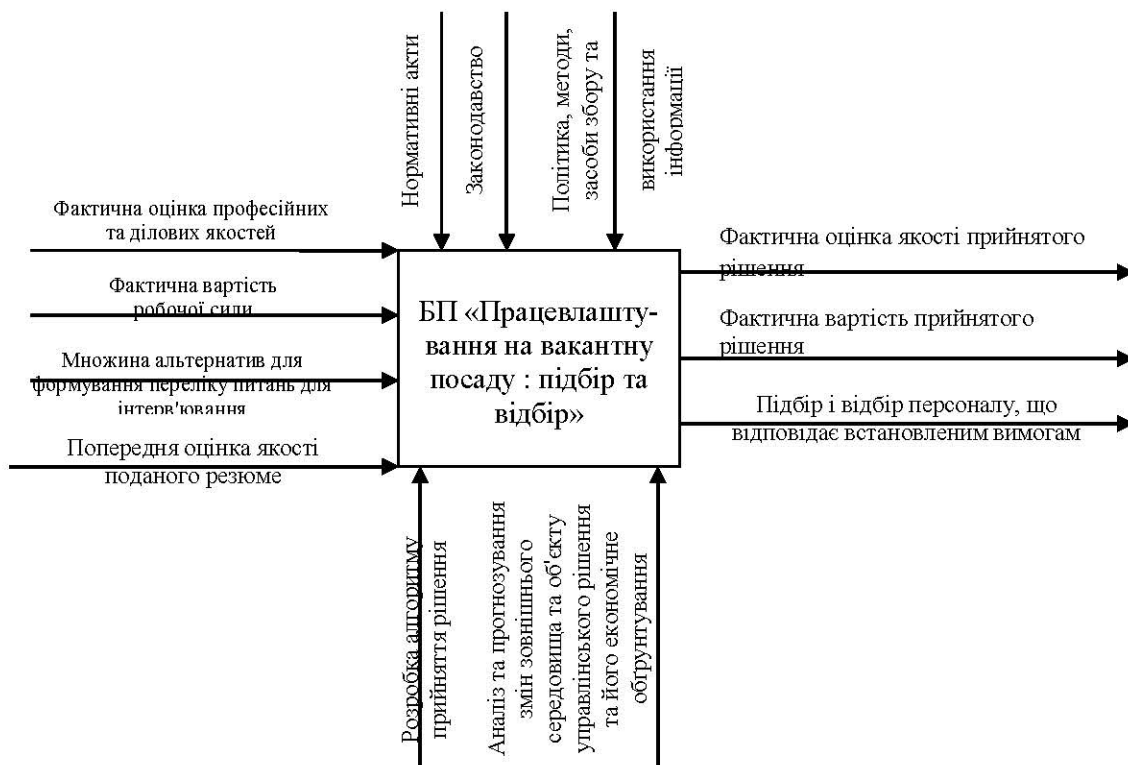 Нормативні акти
Законодавство
Політика, методи,
засоби збору та
використання
інформації
Фактична оцінка професійних
та ділових якостей
Фактична вартість
робочої сили
Множина альтернатив для
формування переліку питань для
інтерв'ювання
Попередня оцінка якості
поданого резюме
БП «Працевлашту-
вання на вакантну
посаду : підбір та
відбір»
Фактична оцінка якості прийнятого
рішення
Фактична вартість прийнятого
рішення
Підбір і відбір персоналу, що
відповідає встановленим вимогам
Розробка алгоритму
прийняття рішення
Аналіз та прогнозування
змін зовнішнього
середовища та об'єкту
управлінського рішення
та його економічне
обґрунтування